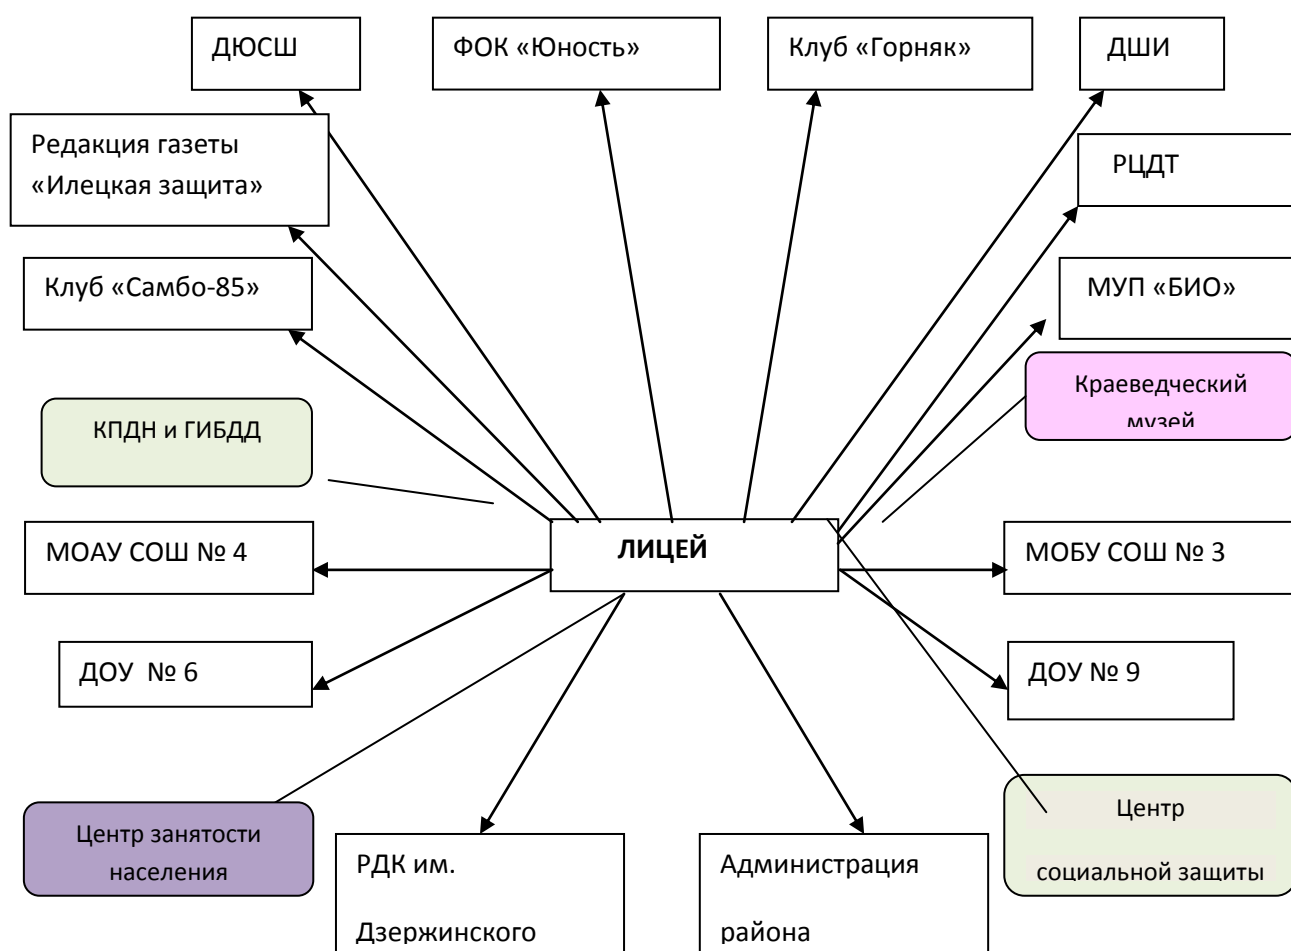 ДЮСШ
ФОК «Юность»
Клуб «Горняк»
ДШИ
Редакция газеты
«Илецкая защита»
РЦДТ
Клуб «Самбо-85»
МУП «БИО»
КПДН и ГИБДД
Краеведческий
музей
ЛИЦЕЙ
МОАУ СОШ № 4
МОБУ СОШ № 3
ДОУ № 6
ДОУ № 9
Центр занятости
населения
РДК им.
Дзержинского
Администрация
района
Центр
социальной защиты